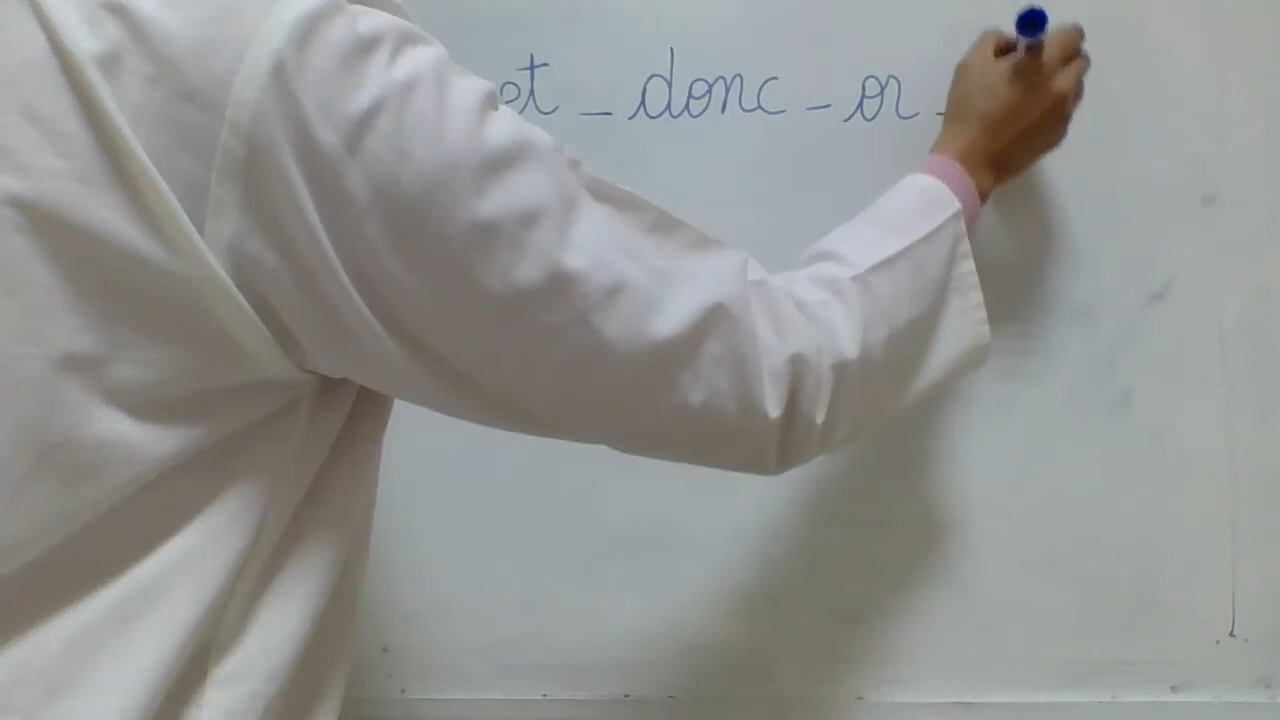 et - donc - or -